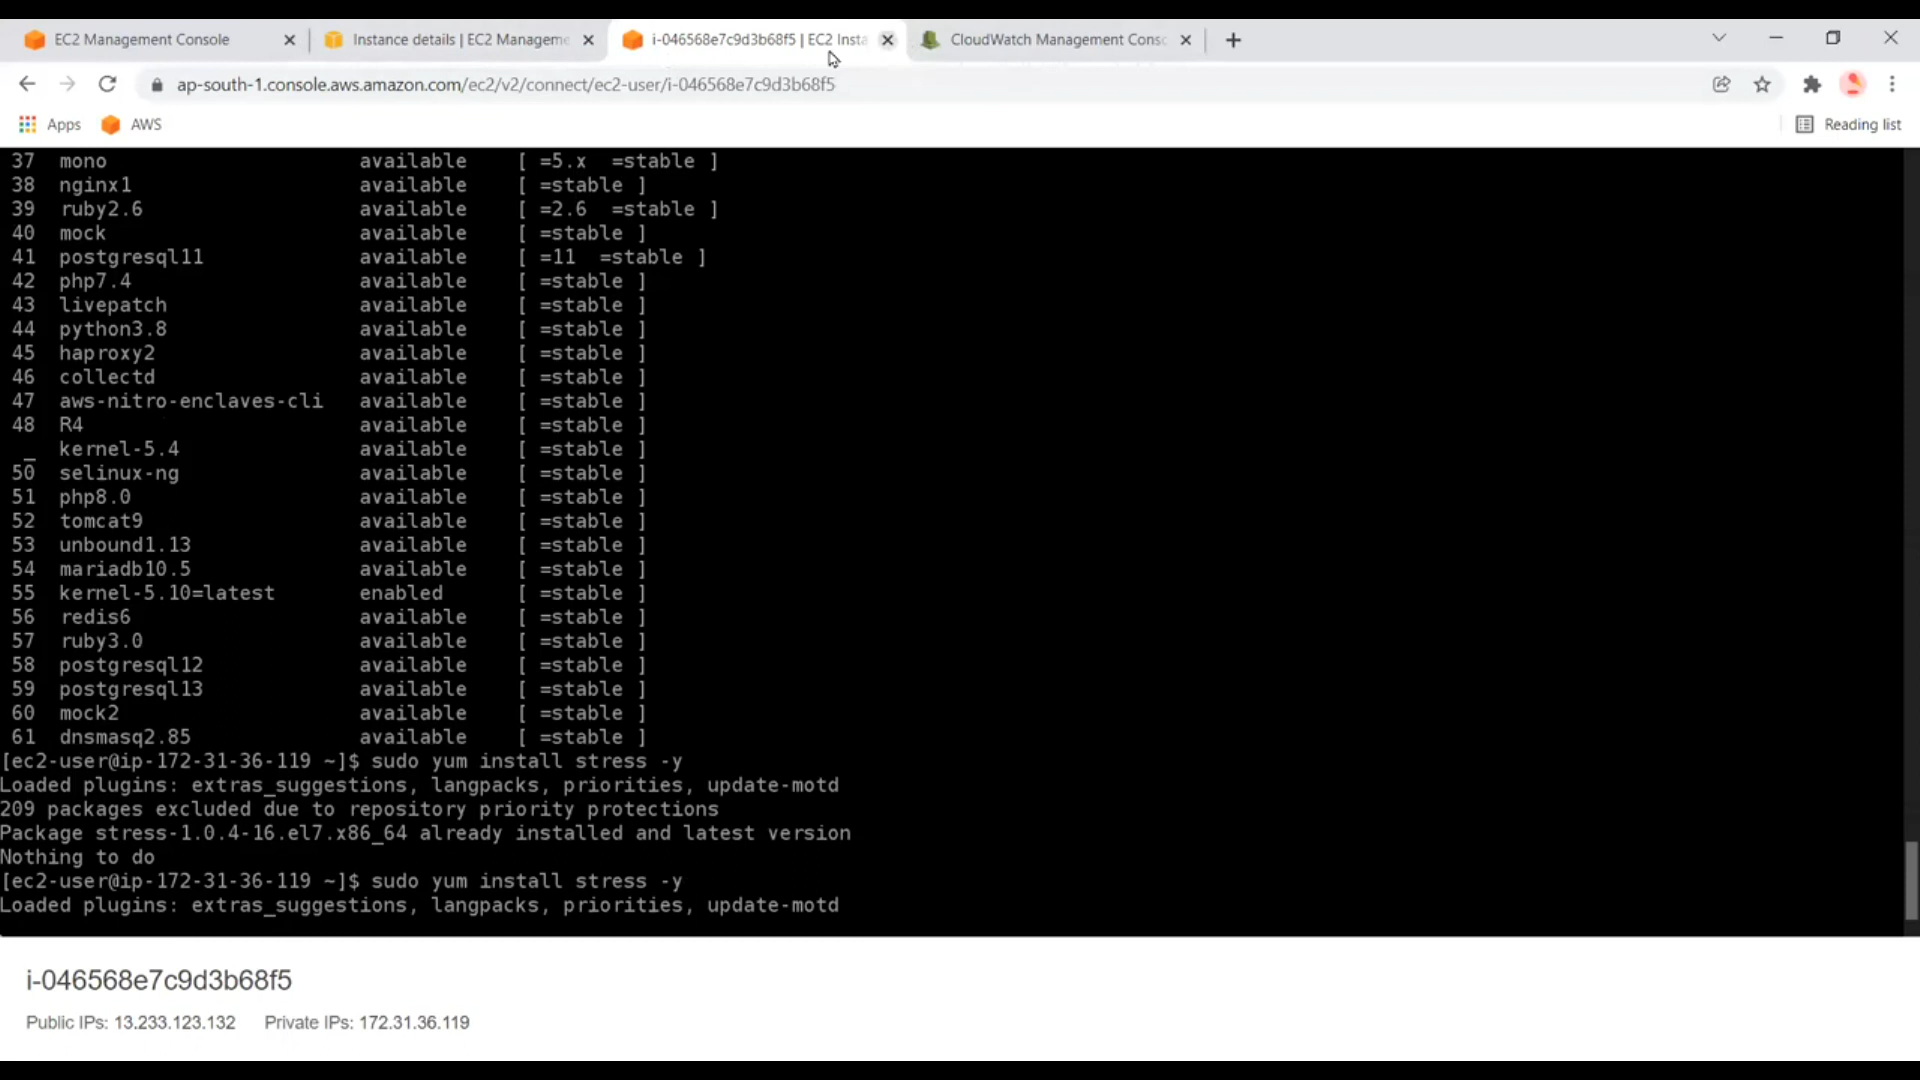 EC2 Management Console
Instance details | EC2 Manageme
i-046568e7c9d3b68f5 | EC2 Insta
CloudWatch Management Consc
ap-south-1.console.aws.amazon.com/ec2/v2/connect/ec2-user/i-046568e7c9d3b68f5
Apps AWS Reading list
37 mono available [ =5.x =stable ]
38 nginx1 available [ =stable ]
39 ruby2.6 available [ =2.6 =stable ]
40 mock available [ =stable ]
41 postgresql11 available [ =11 =stable ]
42 php7.4 available [ =stable ]
43 livepatch available [ =stable ]
44 python3.8 available [ =stable ]
45 haproxy2 available [ =stable ]
46 collectd available [ =stable ]
47 aws-nitro-enclaves-cli available [ =stable ]
48 R4 available [ =stable ]
_ kernel-5.4 available [ =stable ]
50 selinux-ng available [ =stable ]
51 php8.0 available [ =stable ]
52 tomcat9 available [ =stable ]
53 unbound1.13 available [ =stable ]
54 mariadb10.5 available [ =stable ]
55 kernel-5.10=latest enabled [ =stable ]
56 redis6 available [ =stable ]
57 ruby3.0 available [ =stable ]
58 postgresql12 available [ =stable ]
59 postgresql13 available [ =stable ]
60 mock2 available [ =stable ]
61 dnsmasq2.85 available [ =stable ]
[ec2-user@ip-172-31-36-119 ~]$ sudo yum install stress -y
Loaded plugins: extras_suggestions, langpacks, priorities, update-motd
209 packages excluded due to repository priority protections
Package stress-1.0.4-16.el7.x86_64 already installed and latest version
Nothing to do
[ec2-user@ip-172-31-36-119 ~]$ sudo yum install stress -y
Loaded plugins: extras_suggestions, langpacks, priorities, update-motd
i-046568e7c9d3b68f5
Public IPs: 13.233.123.132 Private IPs: 172.31.36.119